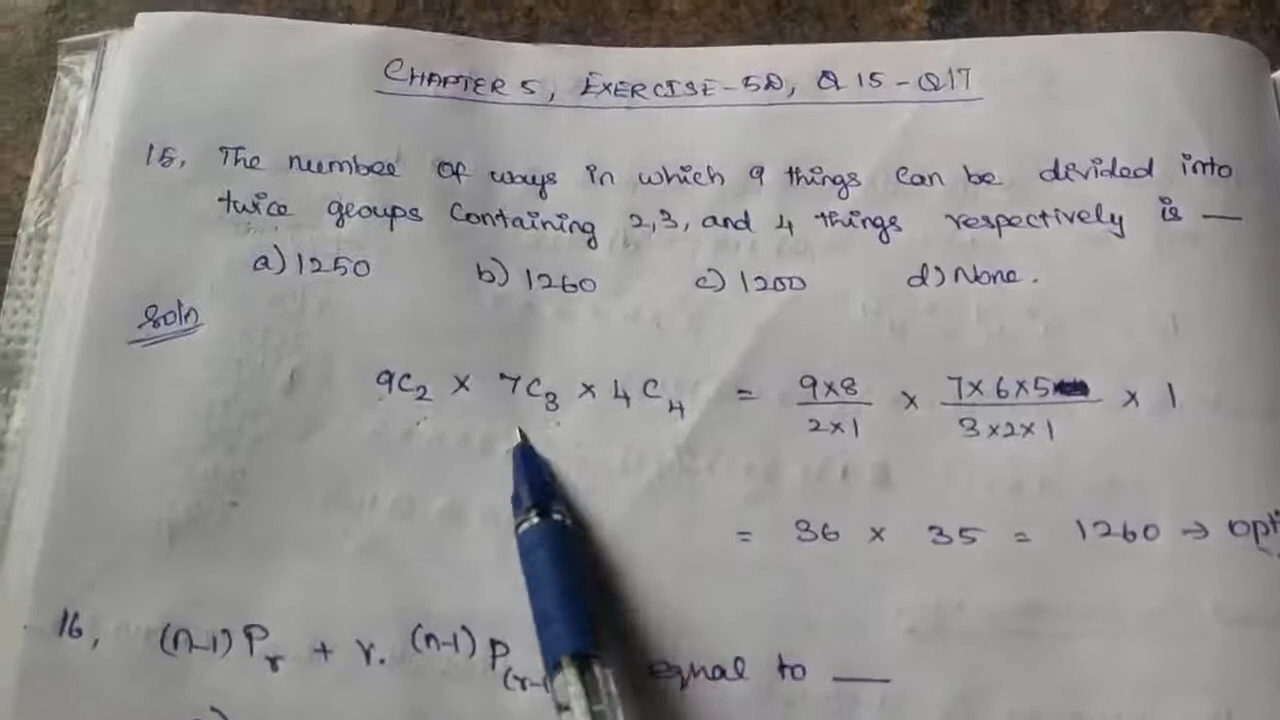 CHAPTER 5, EXERCISE-5D, Q 15 - Q17
15, The number of ways in which 9 things can be divided into
twice groups containing 2,3, and 4 things respectively is —
a) 1250 b) 1260 c) 1200 d) None.
Soln
9C2 × 7C3 × 4C4 = 9×8/2×1 × 7×6×5/3×2×1 × 1
= 36 × 35 = 1260 →
16, (n-1)Pr + r. (n-1)P(r-1 equal to —